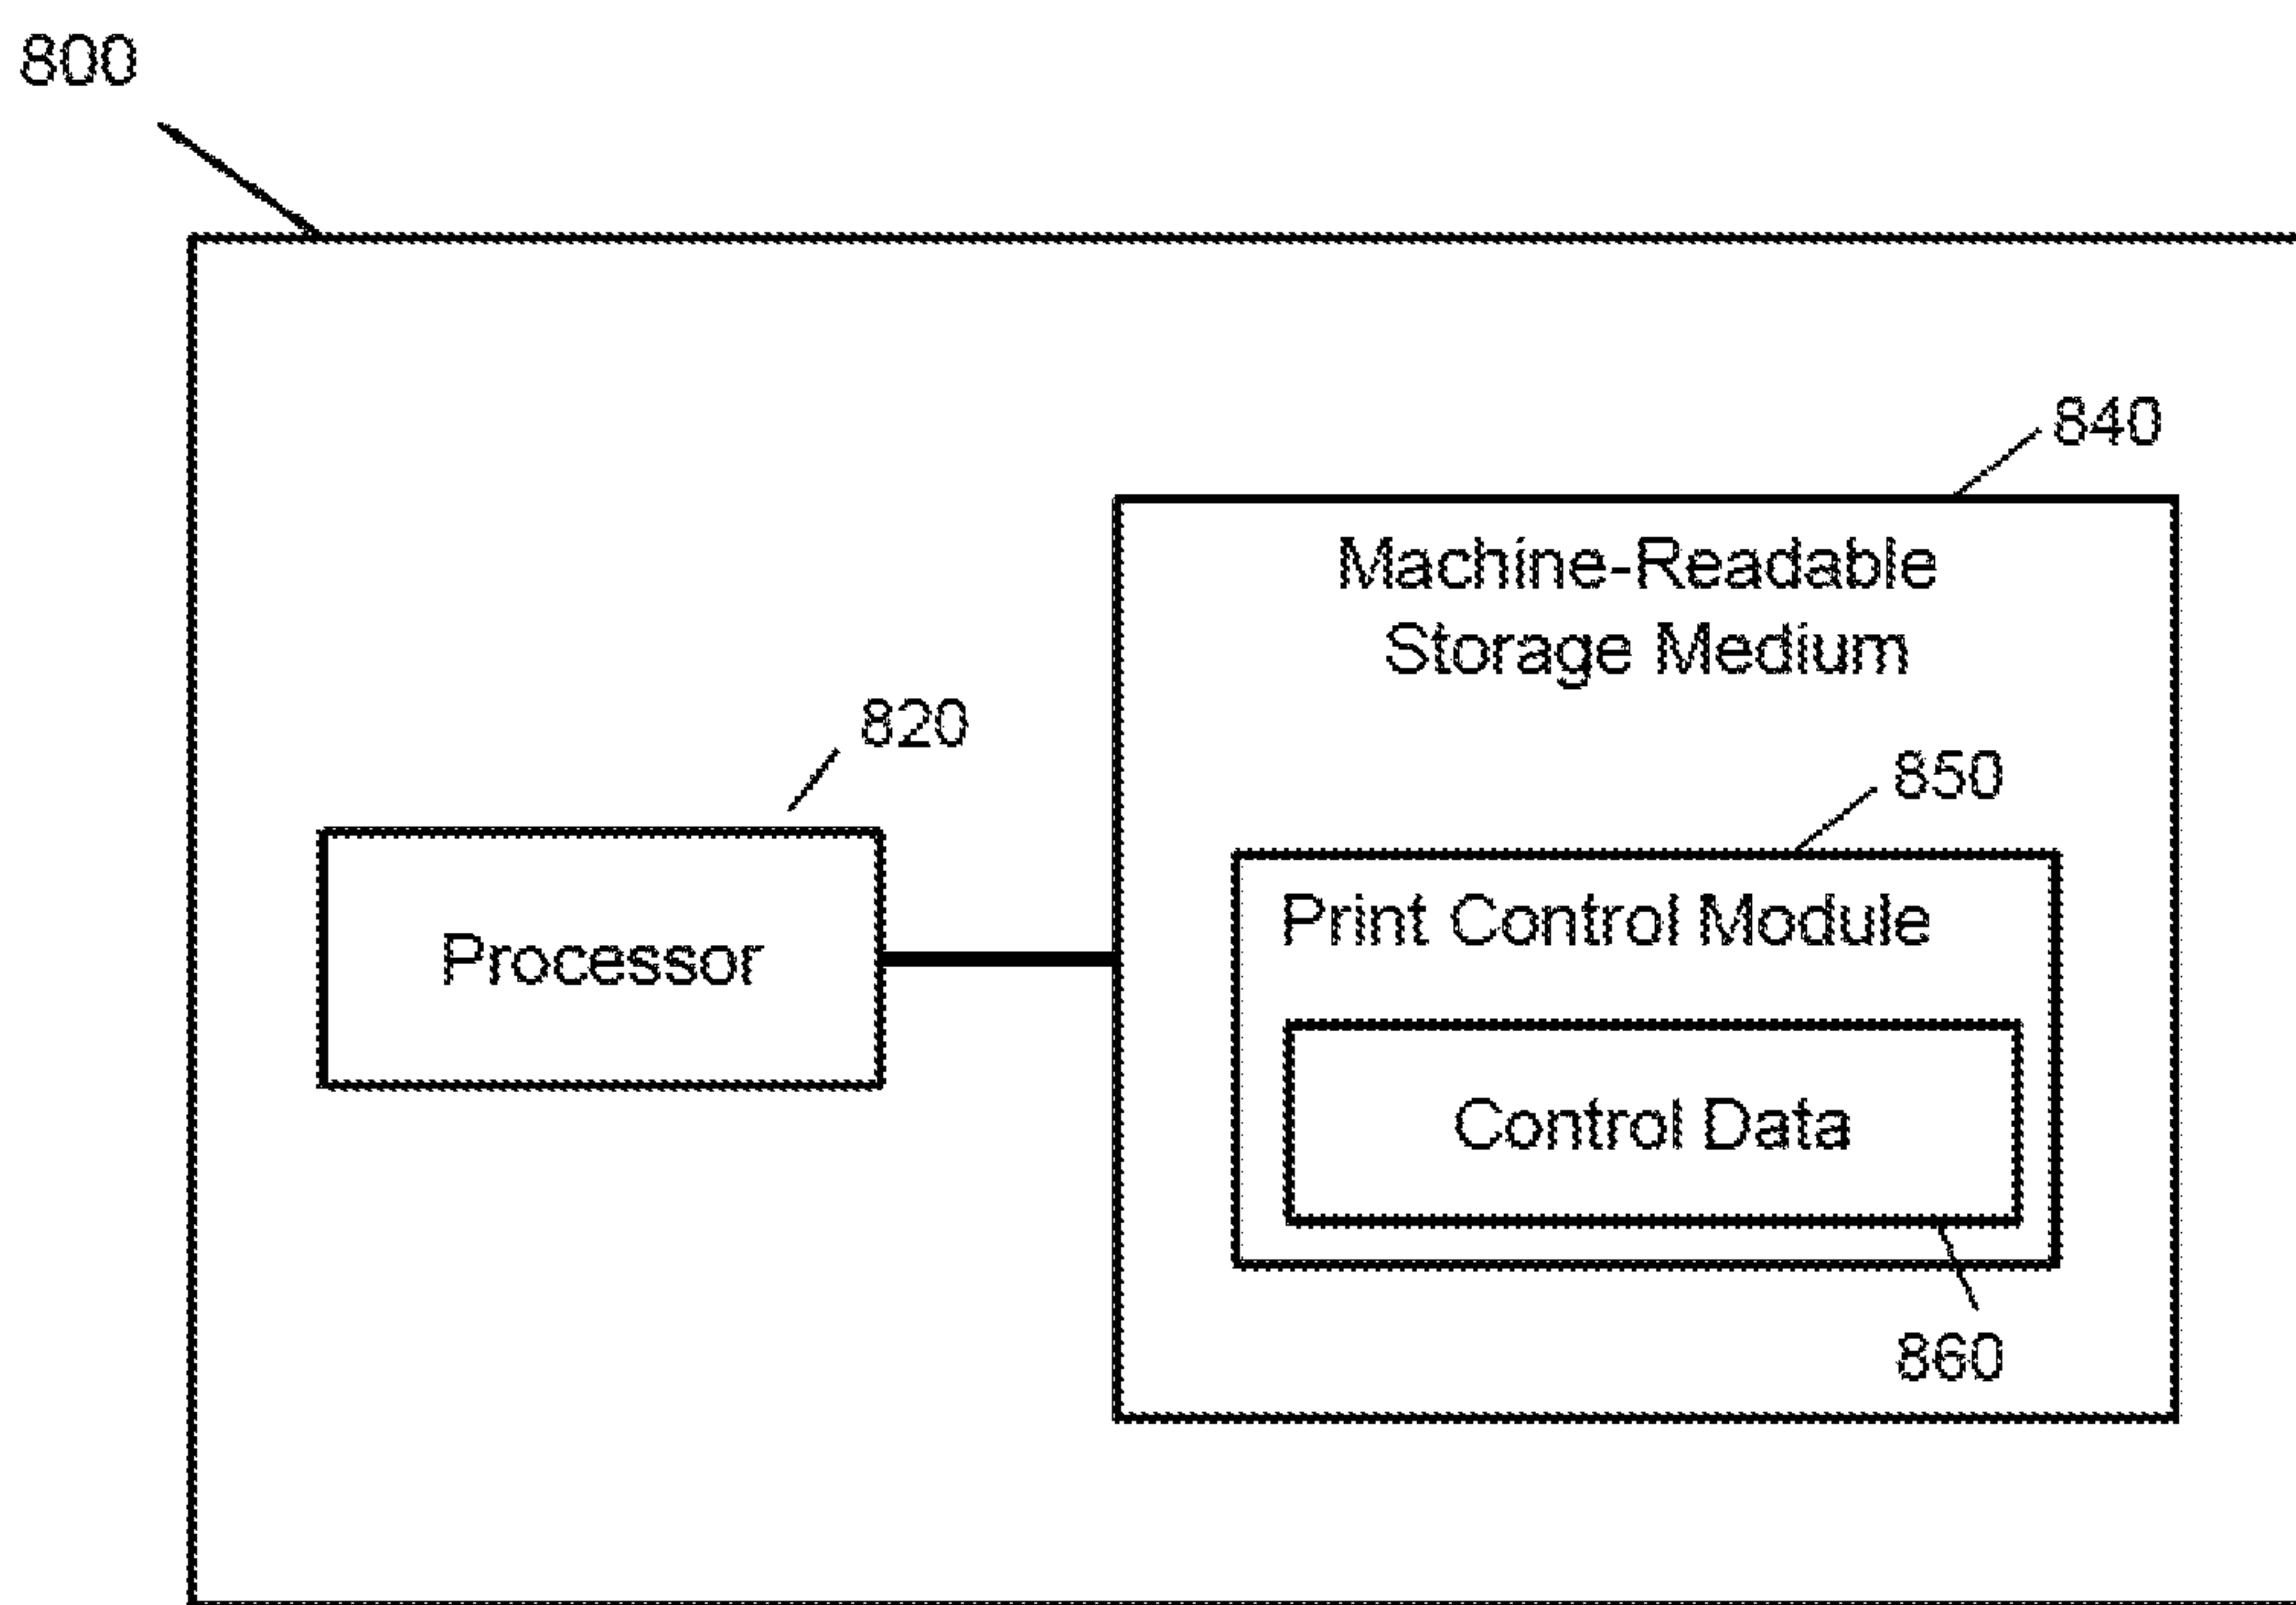 800
840
Machine-Readable
Storage Medium
820
850
Print Control Module
Processor
Control Data
860